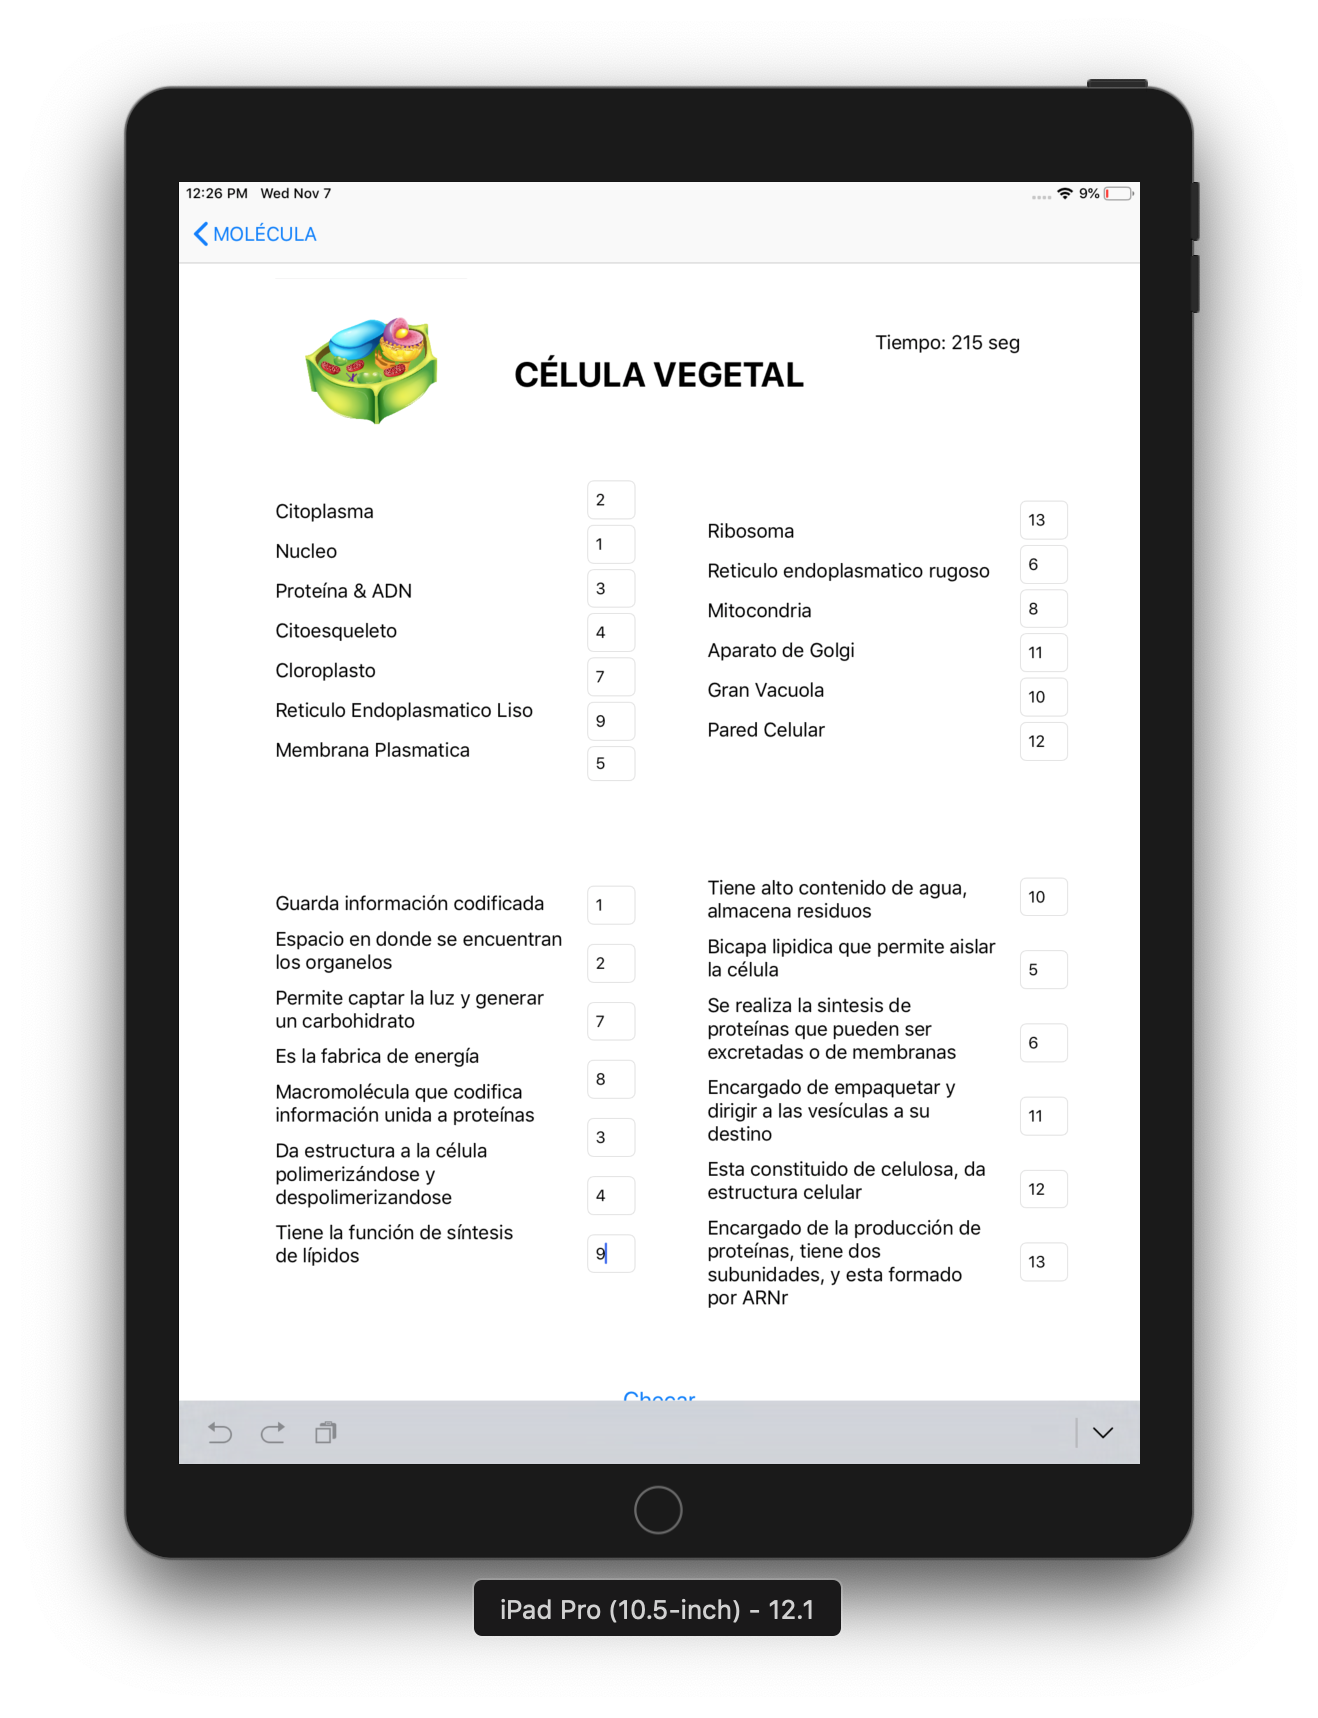 12:26 PM Wed Nov 7
9%
MOLÉCULA
Tiempo: 215 seg
CÉLULA VEGETAL
Citoplasma 2
Nucleo 1
Proteína & ADN 3
Citoesqueleto 4
Cloroplasto 7
Reticulo Endoplasmatico Liso 9
Membrana Plasmatica 5
Ribosoma 13
Reticulo endoplasmatico rugoso 6
Mitocondria 8
Aparato de Golgi 11
Gran Vacuola 10
Pared Celular 12
Guarda información codificada 1
Espacio en donde se encuentran
los organelos 2
Permite captar la luz y generar
un carbohidrato 7
Es la fabrica de energía 8
Macromolécula que codifica
información unida a proteínas 3
Da estructura a la célula
polimerizándose y
despolimerizandose 4
Tiene la función de síntesis
de lípidos 9
Tiene alto contenido de agua,
almacena residuos 10
Bicapa lipidica que permite aislar
la célula 5
Se realiza la sintesis de
proteínas que pueden ser
excretadas o de membranas 6
Encargado de empaquetar y
dirigir a las vesículas a su
destino 11
Esta constituido de celulosa, da
estructura celular 12
Encargado de la producción de
proteínas, tiene dos
subunidades, y esta formado
por ARNr 13
Checar
iPad Pro (10.5-inch) - 12.1